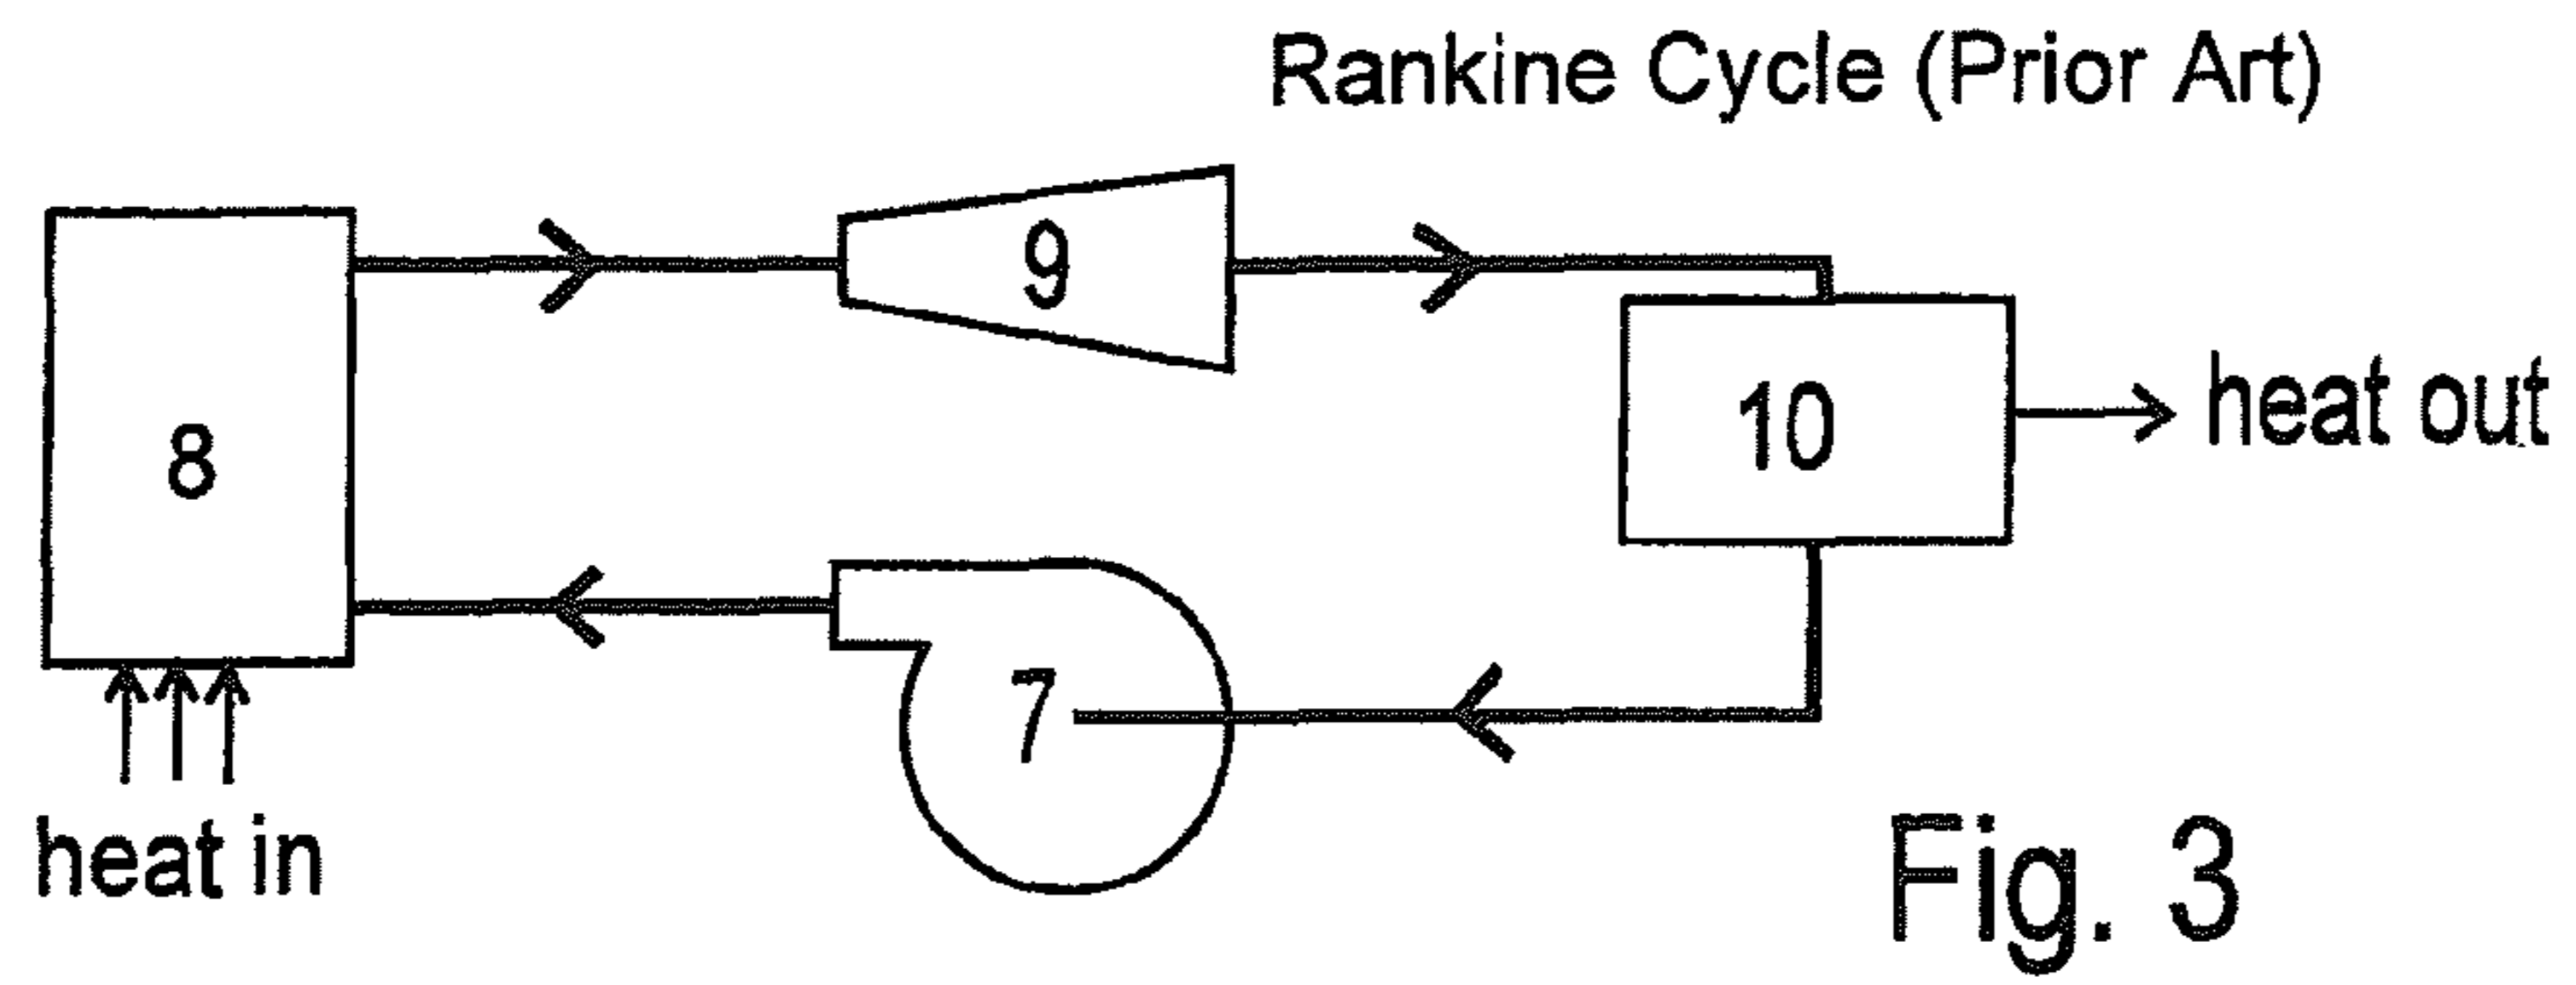 Rankine Cycle (Prior Art)
9
8
10
heat out
7
heat in
Fig. 3